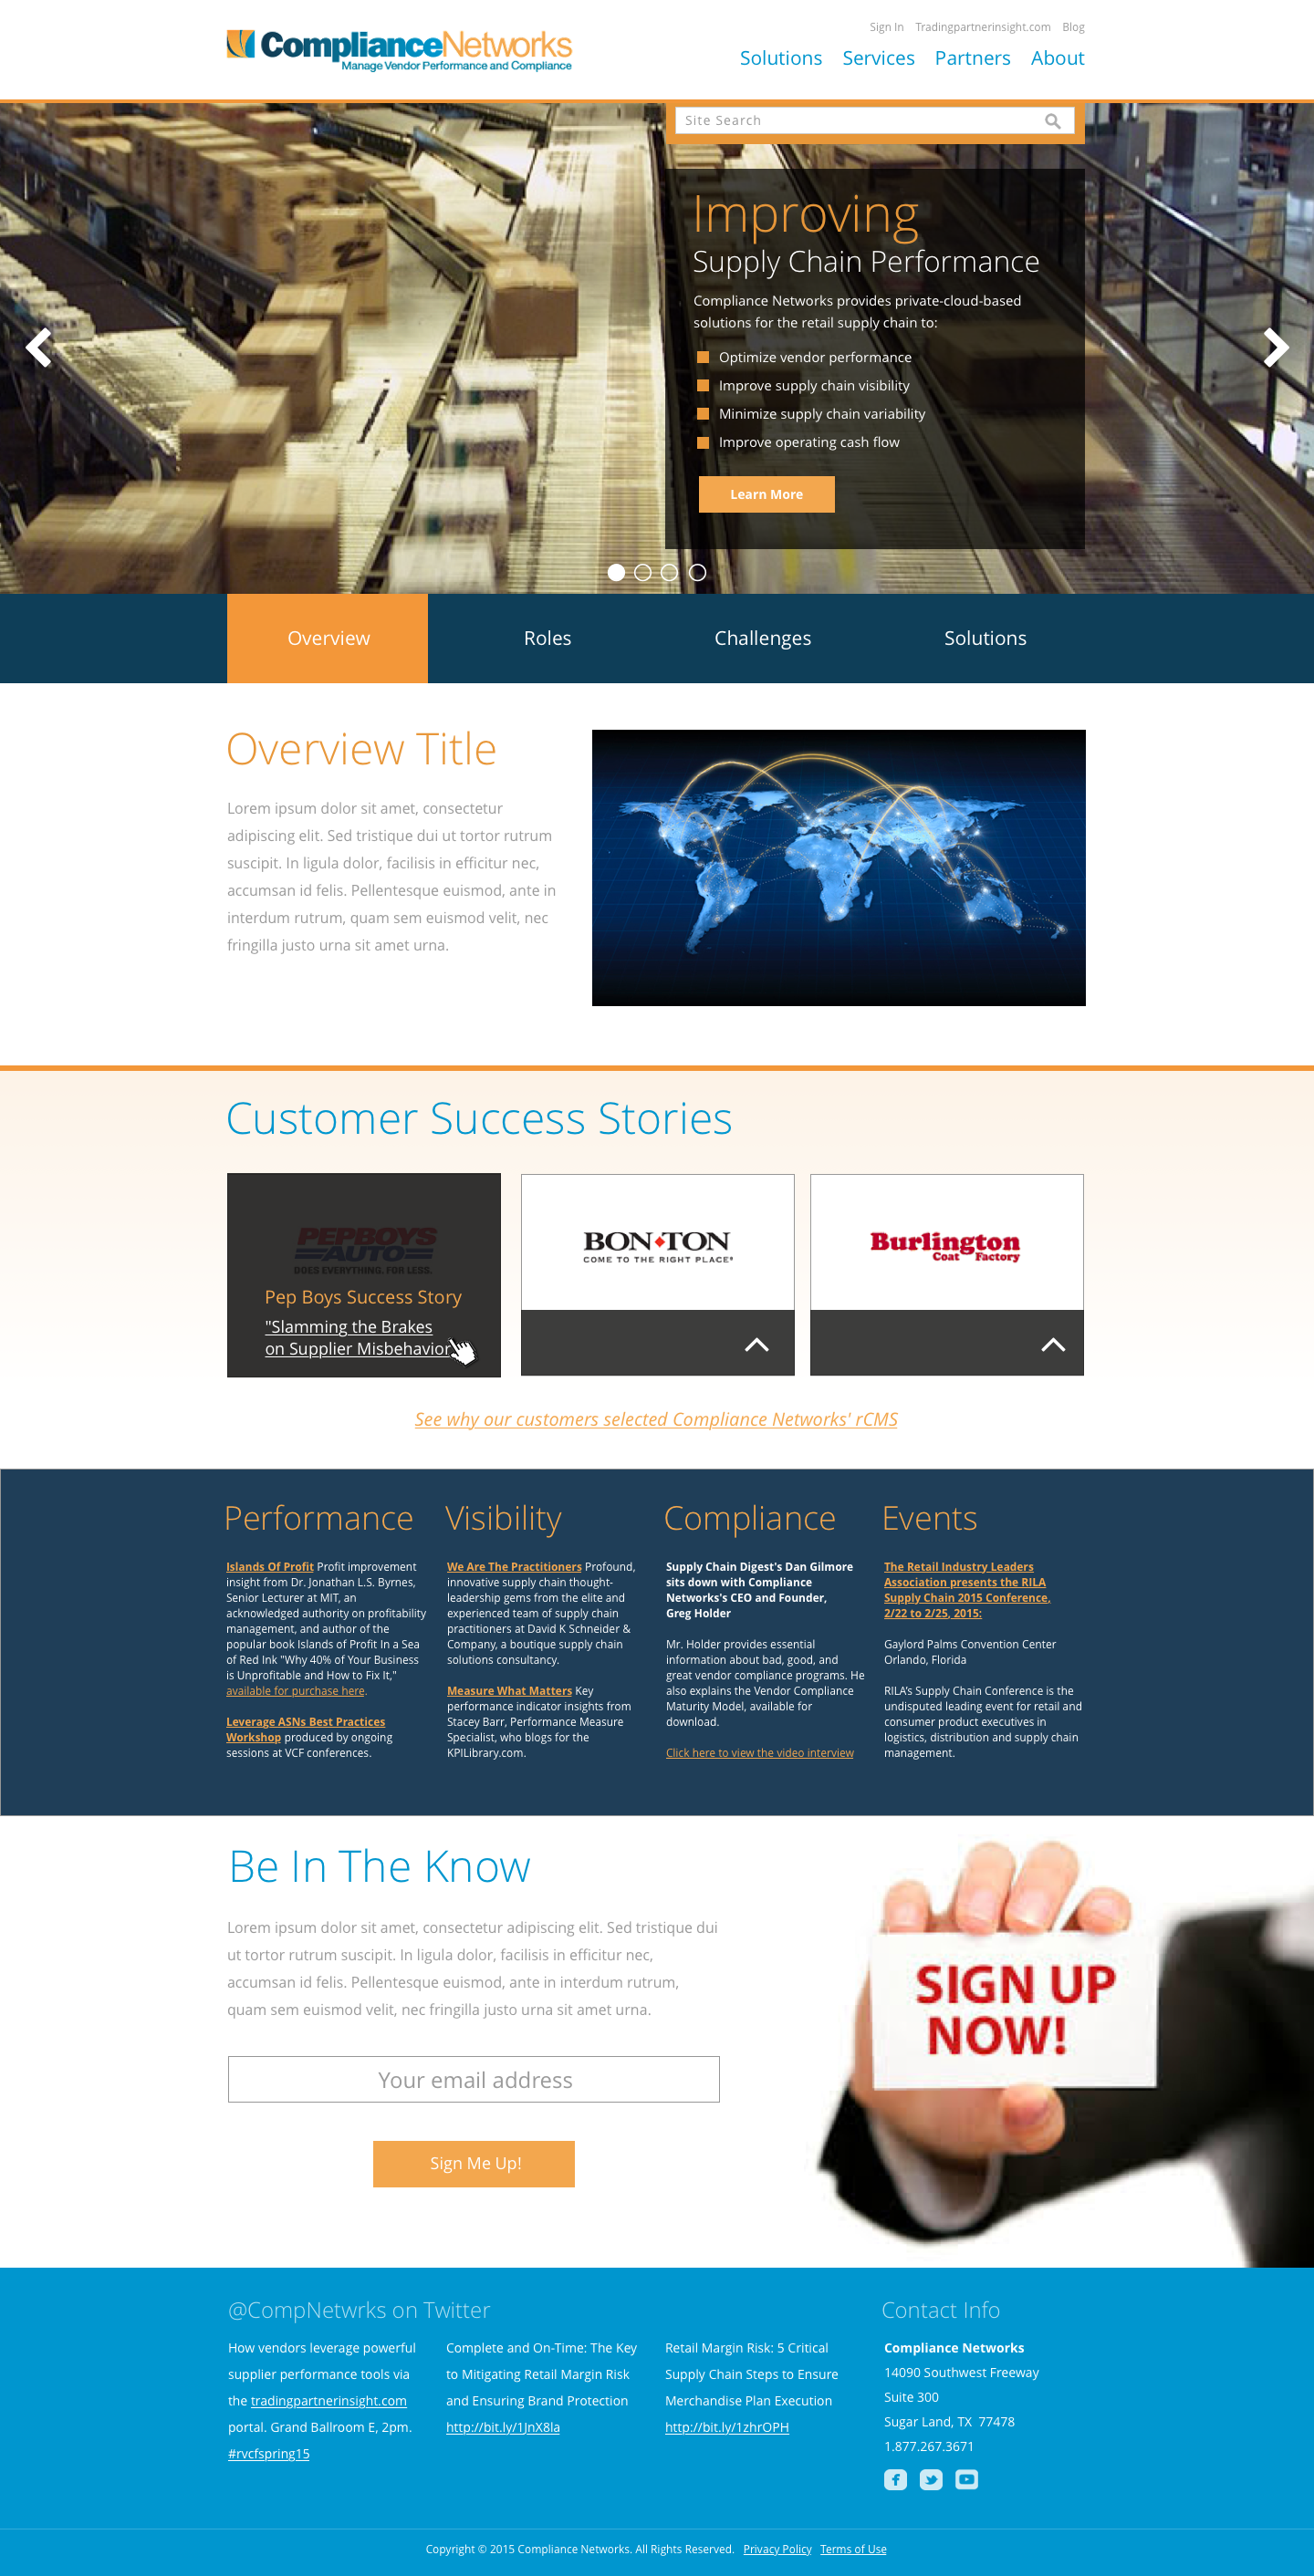 Sign In Tradingpartnerinsight.com Blog
ComplianceNetworks
Manage Vendor Performance and Compliance
Solutions Services Partners About
Site Search
Improving
Supply Chain Performance
Compliance Networks provides private-cloud-based
solutions for the retail supply chain to:
Optimize vendor performance
Improve supply chain visibility
Minimize supply chain variability
Improve operating cash flow
Learn More
Overview Roles Challenges Solutions
Overview Title
Lorem ipsum dolor sit amet, consectetur
adipiscing elit. Sed tristique dui ut tortor rutrum
suscipit. In ligula dolor, facilisis in efficitur nec,
accumsan id felis. Pellentesque euismod, ante in
interdum rutrum, quam sem euismod velit, nec
fringilla justo urna sit amet urna.
Customer Success Stories
PEPBOYS
AUTO
DOES EVERYTHING. FOR LESS.
Pep Boys Success Story
"Slamming the Brakes
on Supplier Misbehavior
BON TON
COME TO THE RIGHT PLACE®
Burlington
Coat Factory
See why our customers selected Compliance Networks' rCMS
Performance
Islands Of Profit Profit improvement
insight from Dr. Jonathan L.S. Byrnes,
Senior Lecturer at MIT, an
acknowledged authority on profitability
management, and author of the
popular book Islands of Profit In a Sea
of Red Ink "Why 40% of Your Business
is Unprofitable and How to Fix It,"
available for purchase here.
Leverage ASNs Best Practices
Workshop produced by ongoing
sessions at VCF conferences.
Visibility
We Are The Practitioners Profound,
innovative supply chain thought-
leadership gems from the elite and
experienced team of supply chain
practitioners at David K Schneider &
Company, a boutique supply chain
solutions consultancy.
Measure What Matters Key
performance indicator insights from
Stacey Barr, Performance Measure
Specialist, who blogs for the
KPILibrary.com.
Compliance
Supply Chain Digest's Dan Gilmore
sits down with Compliance
Networks's CEO and Founder,
Greg Holder
Mr. Holder provides essential
information about bad, good, and
great vendor compliance programs. He
also explains the Vendor Compliance
Maturity Model, available for
download.
Click here to view the video interview
Events
The Retail Industry Leaders
Association presents the RILA
Supply Chain 2015 Conference,
2/22 to 2/25, 2015:
Gaylord Palms Convention Center
Orlando, Florida
RILA's Supply Chain Conference is the
undisputed leading event for retail and
consumer product executives in
logistics, distribution and supply chain
management.
Be In The Know
Lorem ipsum dolor sit amet, consectetur adipiscing elit. Sed tristique dui
ut tortor rutrum suscipit. In ligula dolor, facilisis in efficitur nec,
accumsan id felis. Pellentesque euismod, ante in interdum rutrum,
quam sem euismod velit, nec fringilla justo urna sit amet urna.
Your email address
Sign Me Up!
SIGN UP
NOW!
@CompNetwrks on Twitter
How vendors leverage powerful
supplier performance tools via
the tradingpartnerinsight.com
portal. Grand Ballroom E, 2pm.
#rvcfspring15
Complete and On-Time: The Key
to Mitigating Retail Margin Risk
and Ensuring Brand Protection
http://bit.ly/1JnX8la
Retail Margin Risk: 5 Critical
Supply Chain Steps to Ensure
Merchandise Plan Execution
http://bit.ly/1zhrOPH
Contact Info
Compliance Networks
14090 Southwest Freeway
Suite 300
Sugar Land, TX 77478
1.877.267.3671
Copyright © 2015 Compliance Networks. All Rights Reserved. Privacy Policy Terms of Use